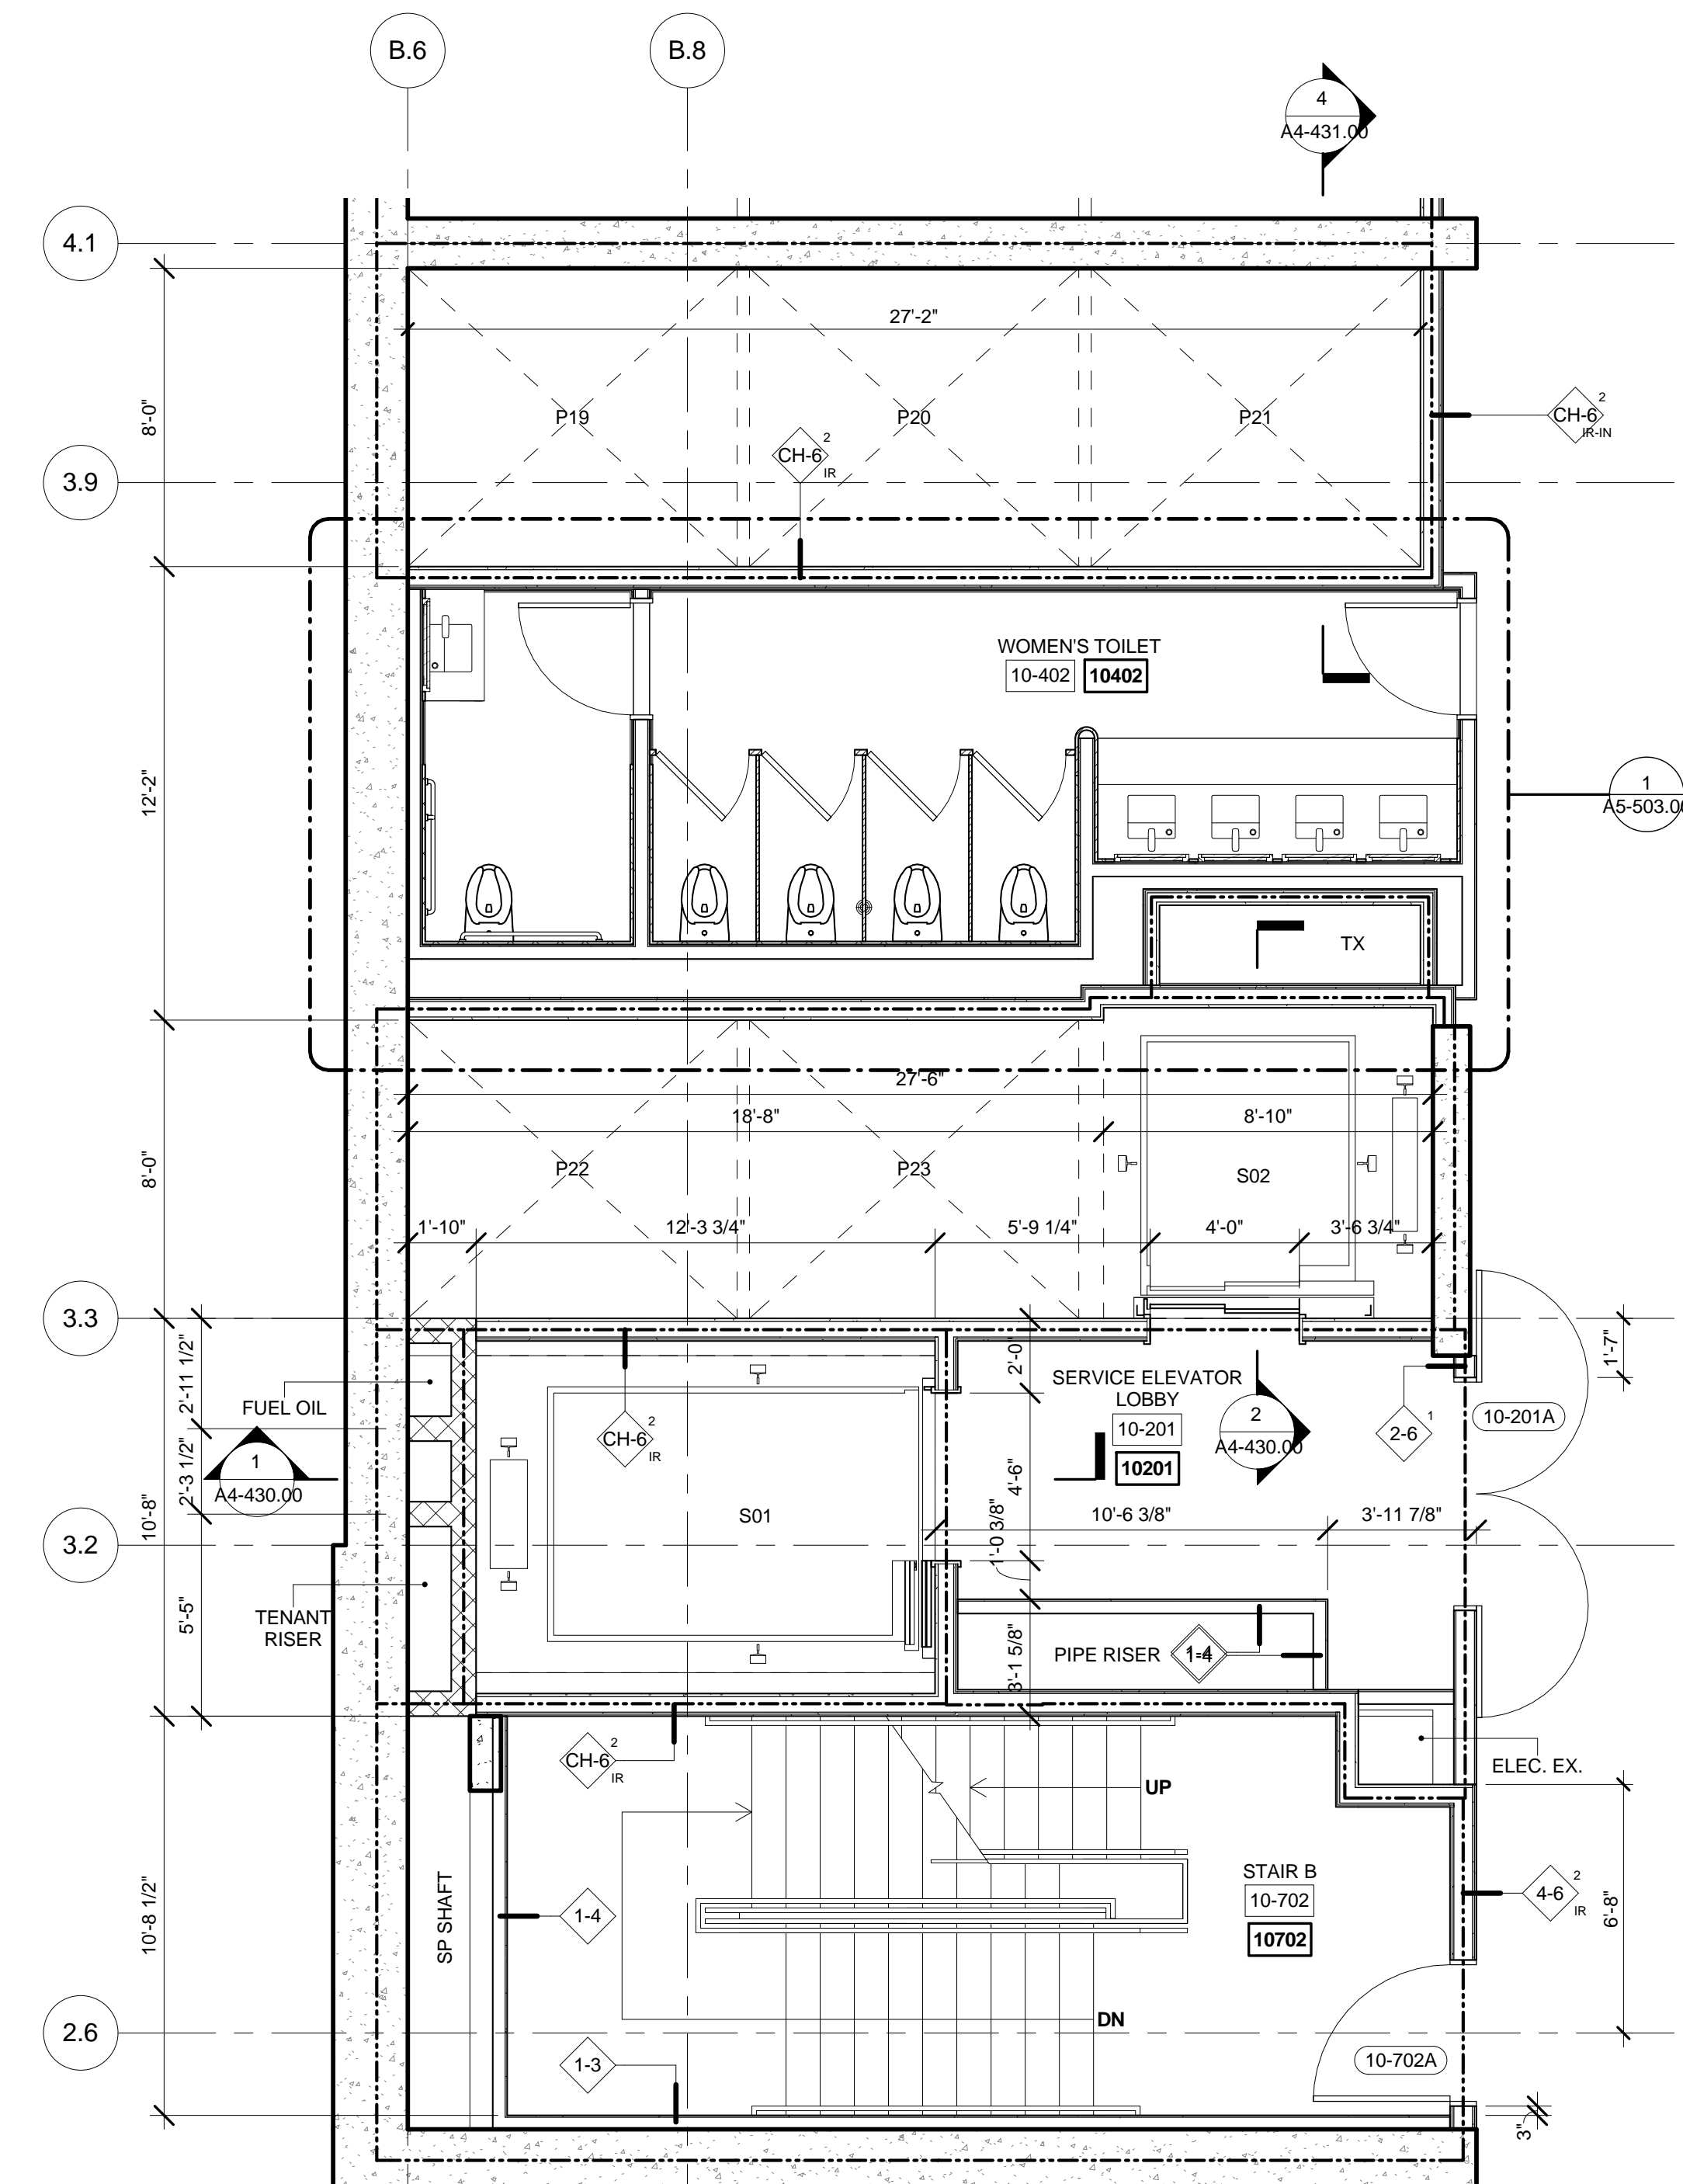 B.6
B.8
4
A4-431.00
4.1
27'-2"
8'-0"
P19
P20
P21
2
CH-6
IR
2
CH-6
IR-IN
3.9
WOMEN'S TOILET
10-402 10402
12'-2"
1
A5-503.00
TX
27'-6"
18'-8"
8'-10"
8'-0"
P22
P23
S02
1'-10"
12'-3 3/4"
5'-9 1/4"
4'-0"
3'-6 3/4"
3.3
2'-11 1/2"
2'-0"
1'-7"
FUEL OIL
SERVICE ELEVATOR
LOBBY
10-201
10201
2
A4-430.00
1
2-6
10-201A
2
CH-6
IR
1
A4-430.00
2'-3 1/2"
10'-8"
S01
4'-6"
1'-0 3/8"
10'-6 3/8"
3'-11 7/8"
3.2
5'-5"
TENANT
RISER
3'-1 5/8"
PIPE RISER
1-4
2
CH-6
IR
UP
ELEC. EX.
SP SHAFT
1-4
STAIR B
10-702
10702
2
4-6
IR
6'-8"
10'-8 1/2"
DN
2.6
1-3
10-702A
3"